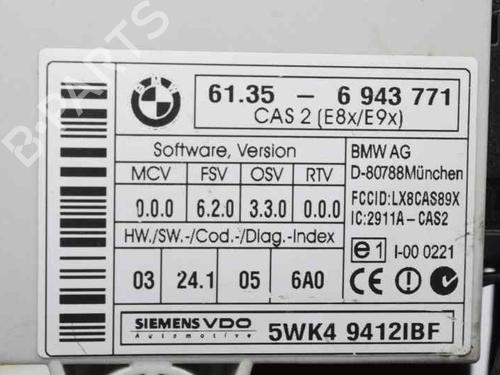 BMW
61.35 - 6 943 771
CAS 2 (E8x/E9x)
Software, Version
MCV FSV OSV RTV
0.0.0 6.2.0 3.3.0 0.0.0
HW./SW.-/Cod.-/Diag.-Index
03 24.1 05 6A0
BMW AG
D-80788München
FCCID:LX8CAS89X
IC:2911A-CAS2
e1 I-00 0221
CE
SIEMENS VDO
Automotive
5WK4 9412IBF
B-PARTS